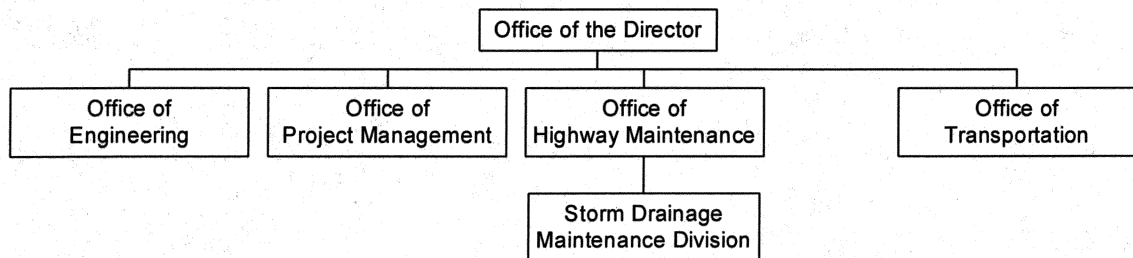 Office of the Director
Office of
Engineering
Office of
Project Management
Office of
Highway Maintenance
Office of
Transportation
Storm Drainage
Maintenance Division